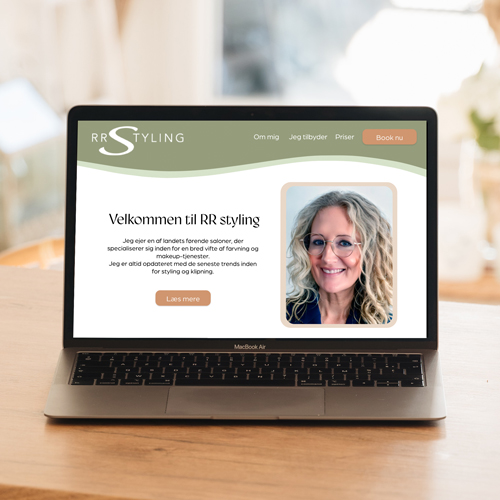 RR STYLING
Om mig
Jeg tilbyder
Priser
Book nu
Velkommen til RR styling
Jeg ejer en af landets førende saloner, der
specialiserer sig inden for en bred vifte af farvning og
makeup-tjenester.
Jeg er altid opdateret med de seneste trends inden
for styling og klipning.
Læs mere
MacBook Air